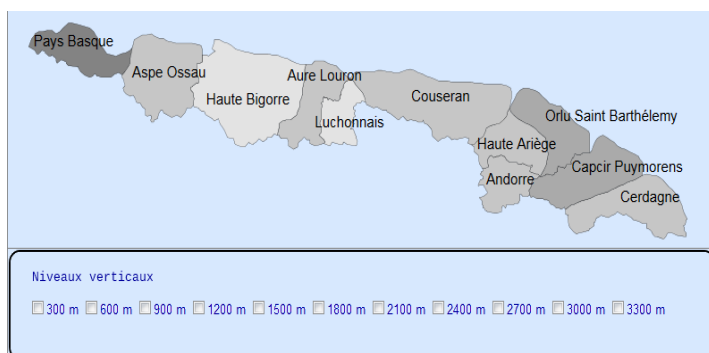 Pays Basque
Aspe Ossau
Haute Bigorre
Aure Louron
Luchonnais
Couseran
Orlu Saint Barthélemy
Haute Ariège
Andorre
Capcir Puymorens
Cerdagne
Niveaux verticaux
300 m 600 m 900 m 1200 m 1500 m 1800 m 2100 m 2400 m 2700 m 3000 m 3300 m